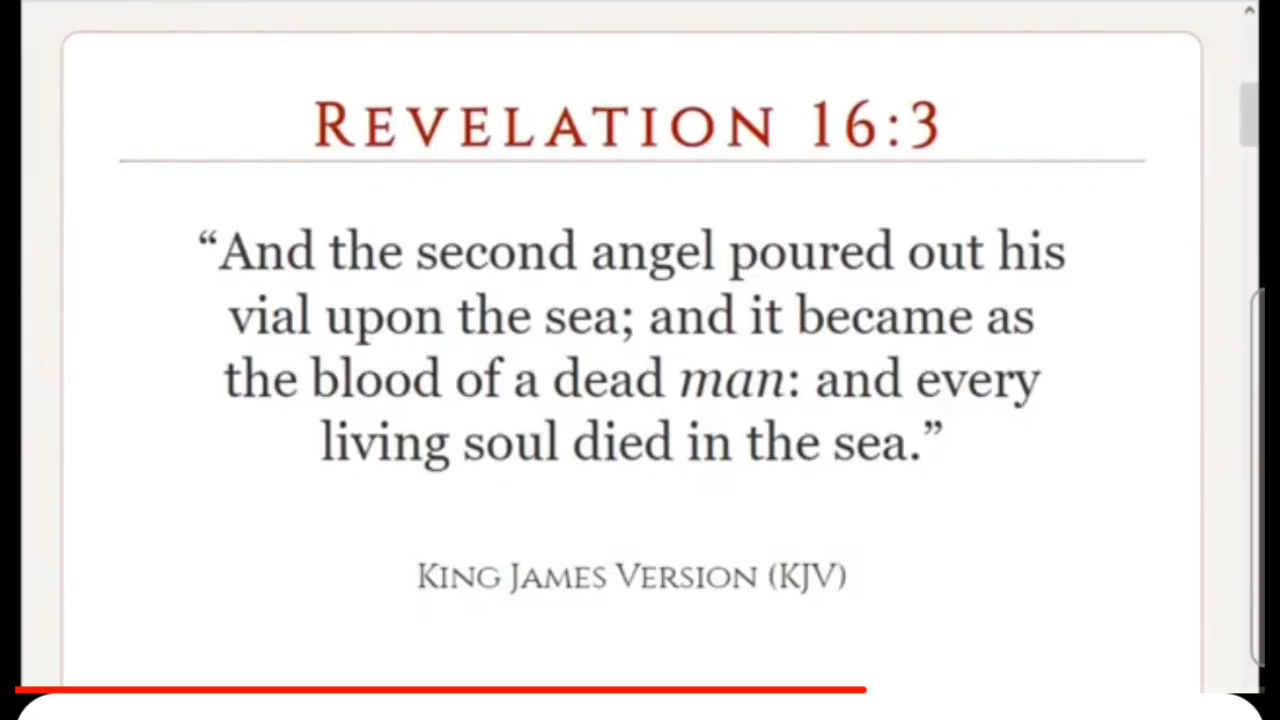 REVELATION 16:3
“And the second angel poured out his
vial upon the sea; and it became as
the blood of a dead man: and every
living soul died in the sea.”
KING JAMES VERSION (KJV)